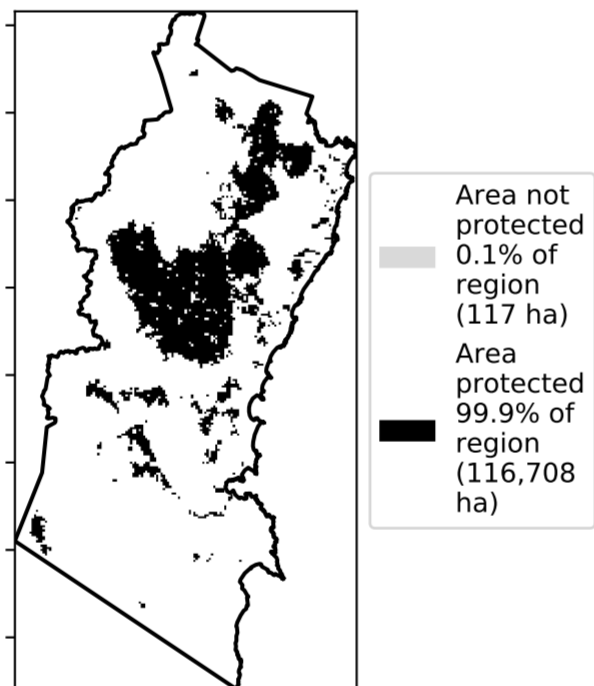 Area not
protected
0.1% of
region
(117 ha)
Area
protected
99.9% of
region
(116,708
ha)